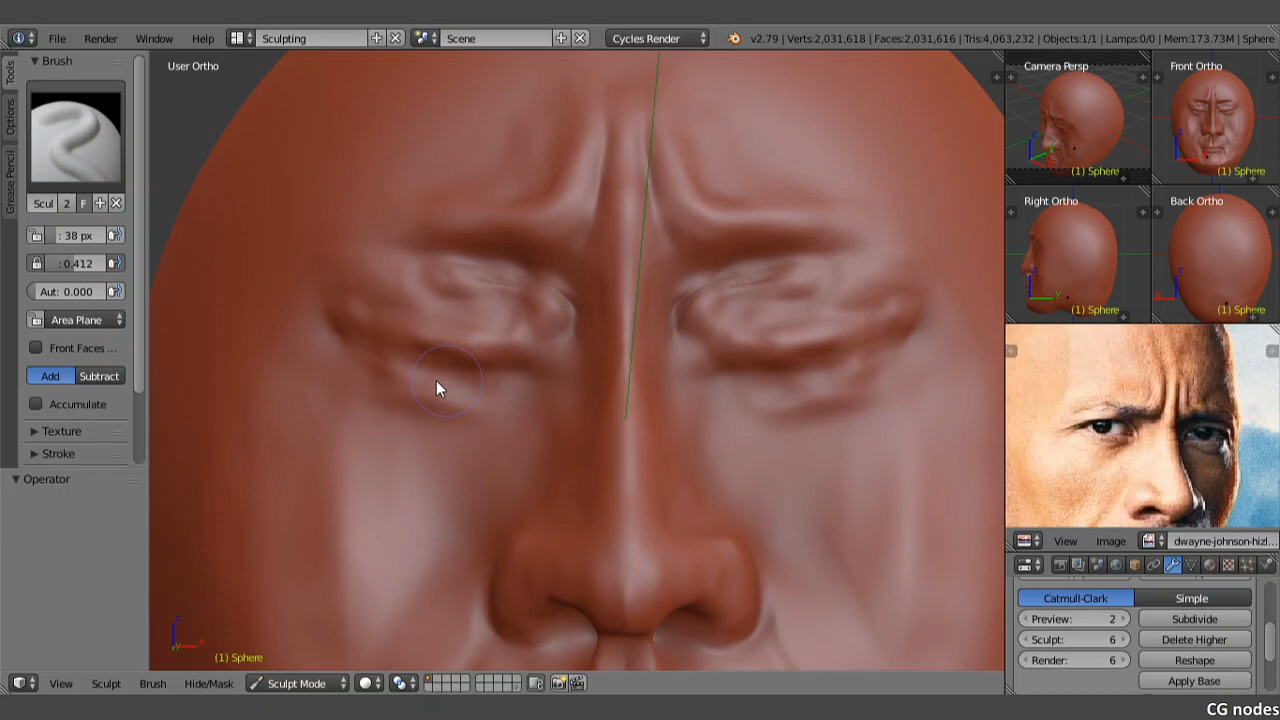 File Render Window Help Sculpting Scene Cycles Render v2.79 | Verts:2,031,618 | Faces:2,031,616 | Tris:4,063,232 | Objects:1/1 | Lamps:0/0 | Mem:173.73M | Sphere
Tools
Options
Grease Pencil
Brush
Scul 2 F
: 38 px
: 0.412
Aut: 0.000
Area Plane
Front Faces ...
Add Subtract
Accumulate
Texture
Stroke
Operator
User Ortho
z
x
y
(1) Sphere
Camera Persp
(1) Sphere
Front Ortho
(1) Sphere
Right Ortho
(1) Sphere
Back Ortho
(1) Sphere
View Image dwayne-johnson-hizl...
Catmull-Clark Simple
Preview: 2 Subdivide
Sculpt: 6 Delete Higher
Render: 6 Reshape
Apply Base
View Sculpt Brush Hide/Mask Sculpt Mode
CG nodes